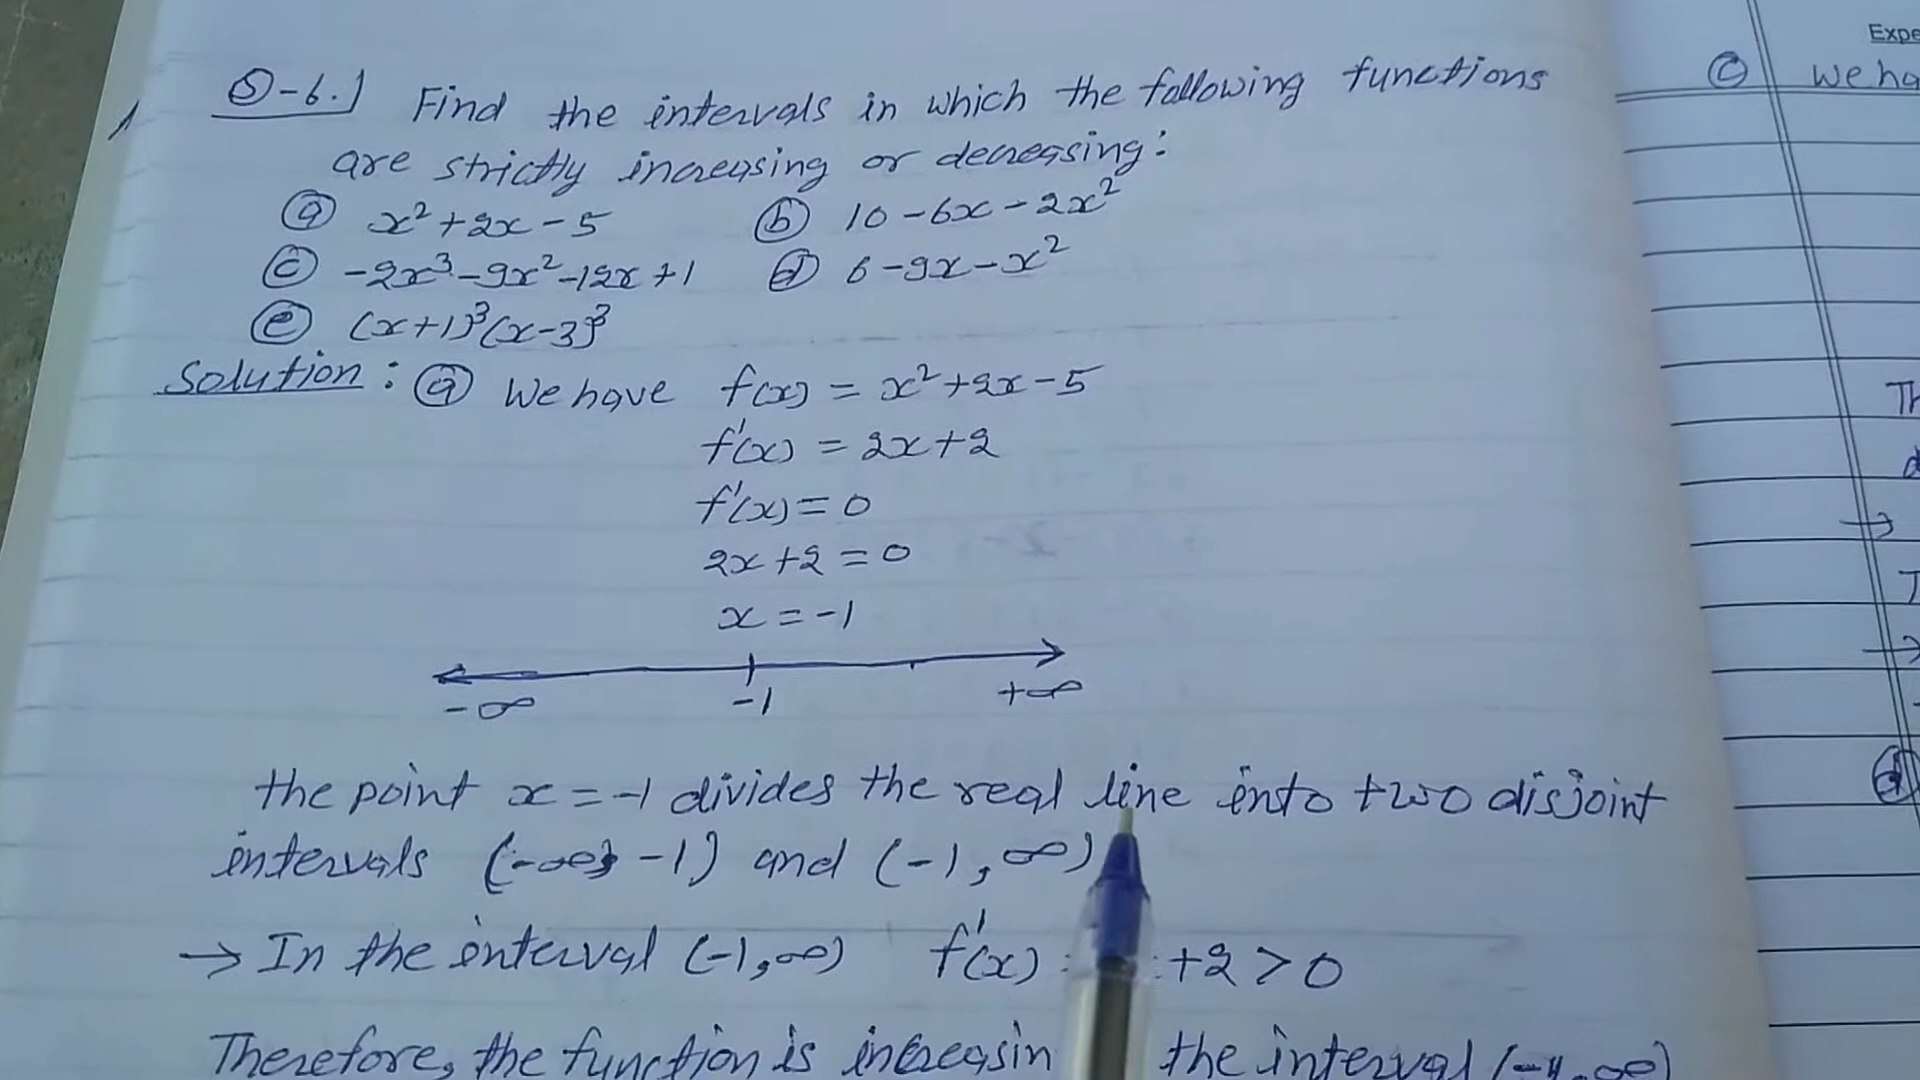 Q-6.) Find the intervals in which the following functions
are strictly increasing or decreasing:
(a) x²+2x-5 (b) 10-6x-2x²
(c) -2x³-9x²-12x+1 (d) 6-9x-x²
(e) (x+1)³(x-3)³
Solution: (a) We have f(x) = x²+2x-5
f'(x) = 2x+2
f'(x) = 0
2x+2 = 0
x = -1
-∞ -1 +∞
the point x = -1 divides the real line into two disjoint
intervals (-∞, -1) and (-1, ∞)
→ In the interval (-1, ∞) f'(x) +2 > 0
Therefore, the function is increasin the interval (-1, ∞)
Expe
(c) We ha
Th
→
T
→
(d)